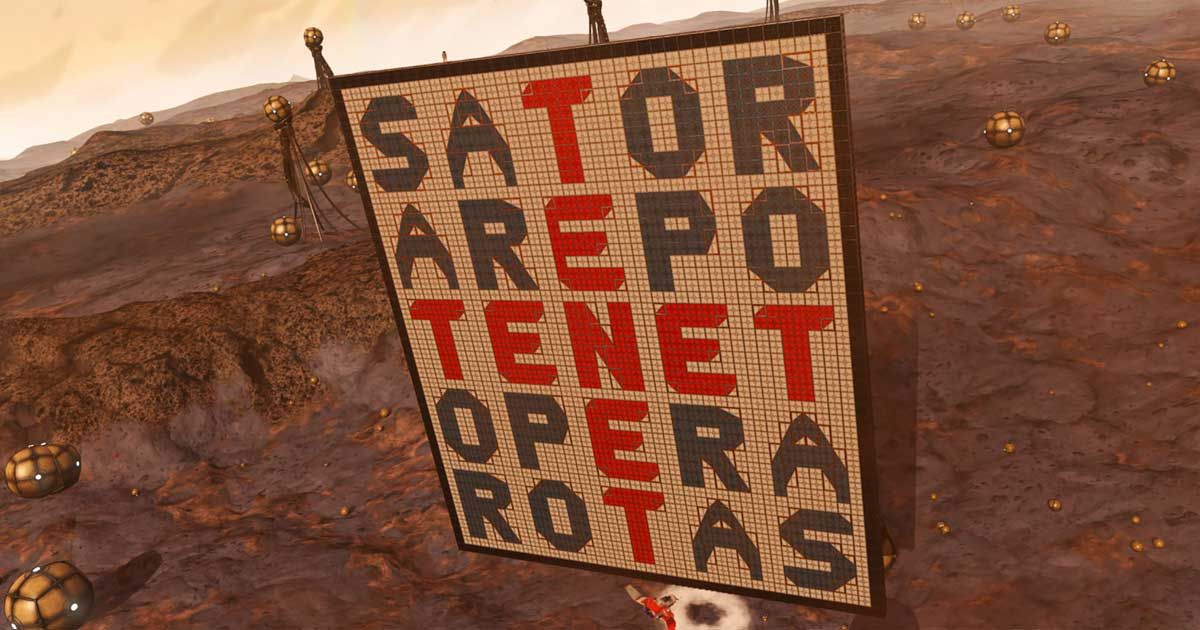 SATOR
AREPO
TENET
OPERA
ROTAS